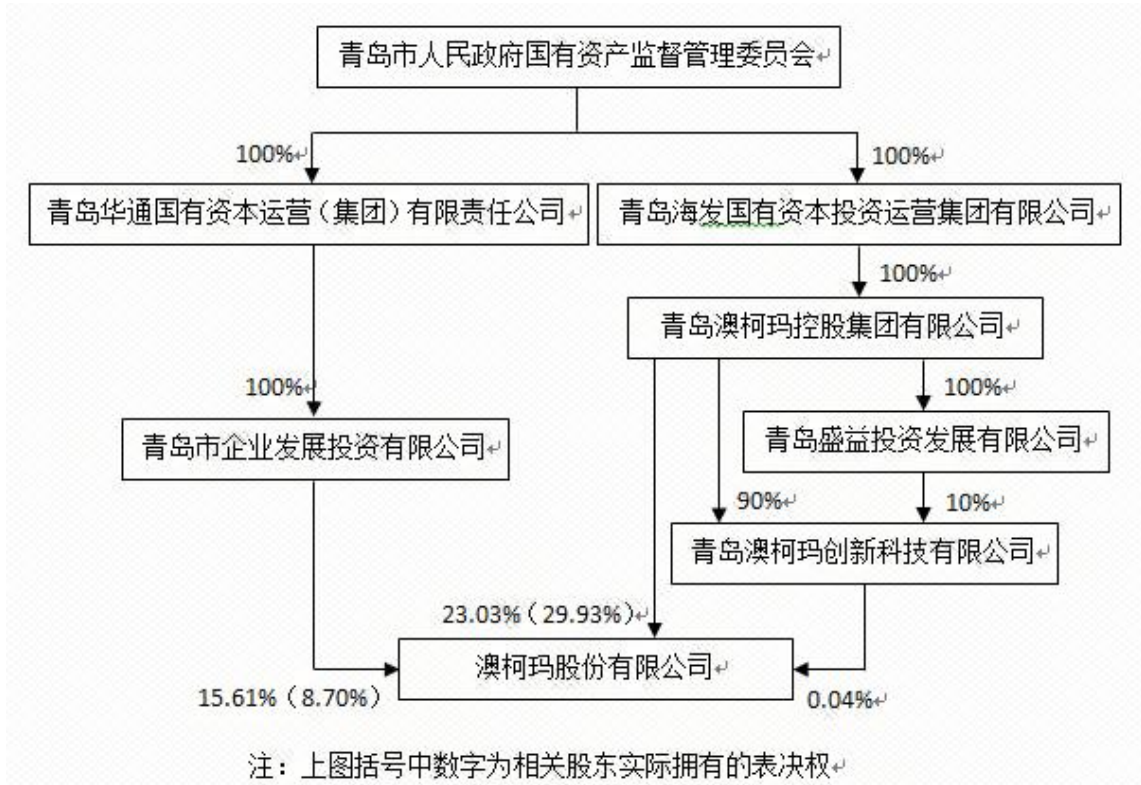 青岛市人民政府国有资产监督管理委员会
100%
100%
青岛华通国有资本运营（集团）有限责任公司
青岛海发国有资本投资运营集团有限公司
100%
青岛澳柯玛控股集团有限公司
100%
100%
青岛市企业发展投资有限公司
青岛盛益投资发展有限公司
90%
10%
青岛澳柯玛创新科技有限公司
23.03%（29.93%）
澳柯玛股份有限公司
15.61%（8.70%）
0.04%
注：上图括号中数字为相关股东实际拥有的表决权